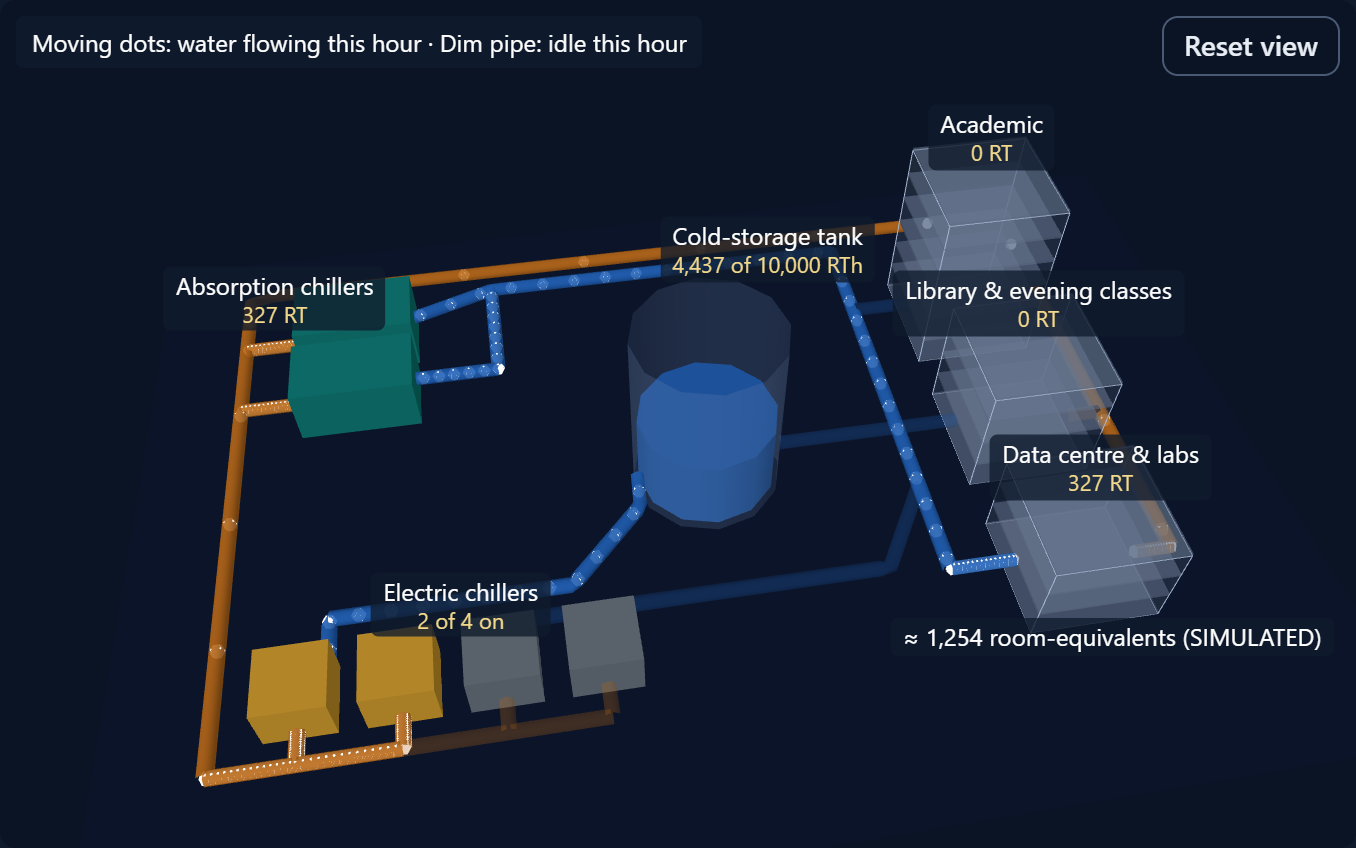 Moving dots: water flowing this hour · Dim pipe: idle this hour
Reset view
Academic
0 RT
Cold-storage tank
4,437 of 10,000 RTh
Absorption chillers
327 RT
Library & evening classes
0 RT
Data centre & labs
327 RT
Electric chillers
2 of 4 on
≈ 1,254 room-equivalents (SIMULATED)